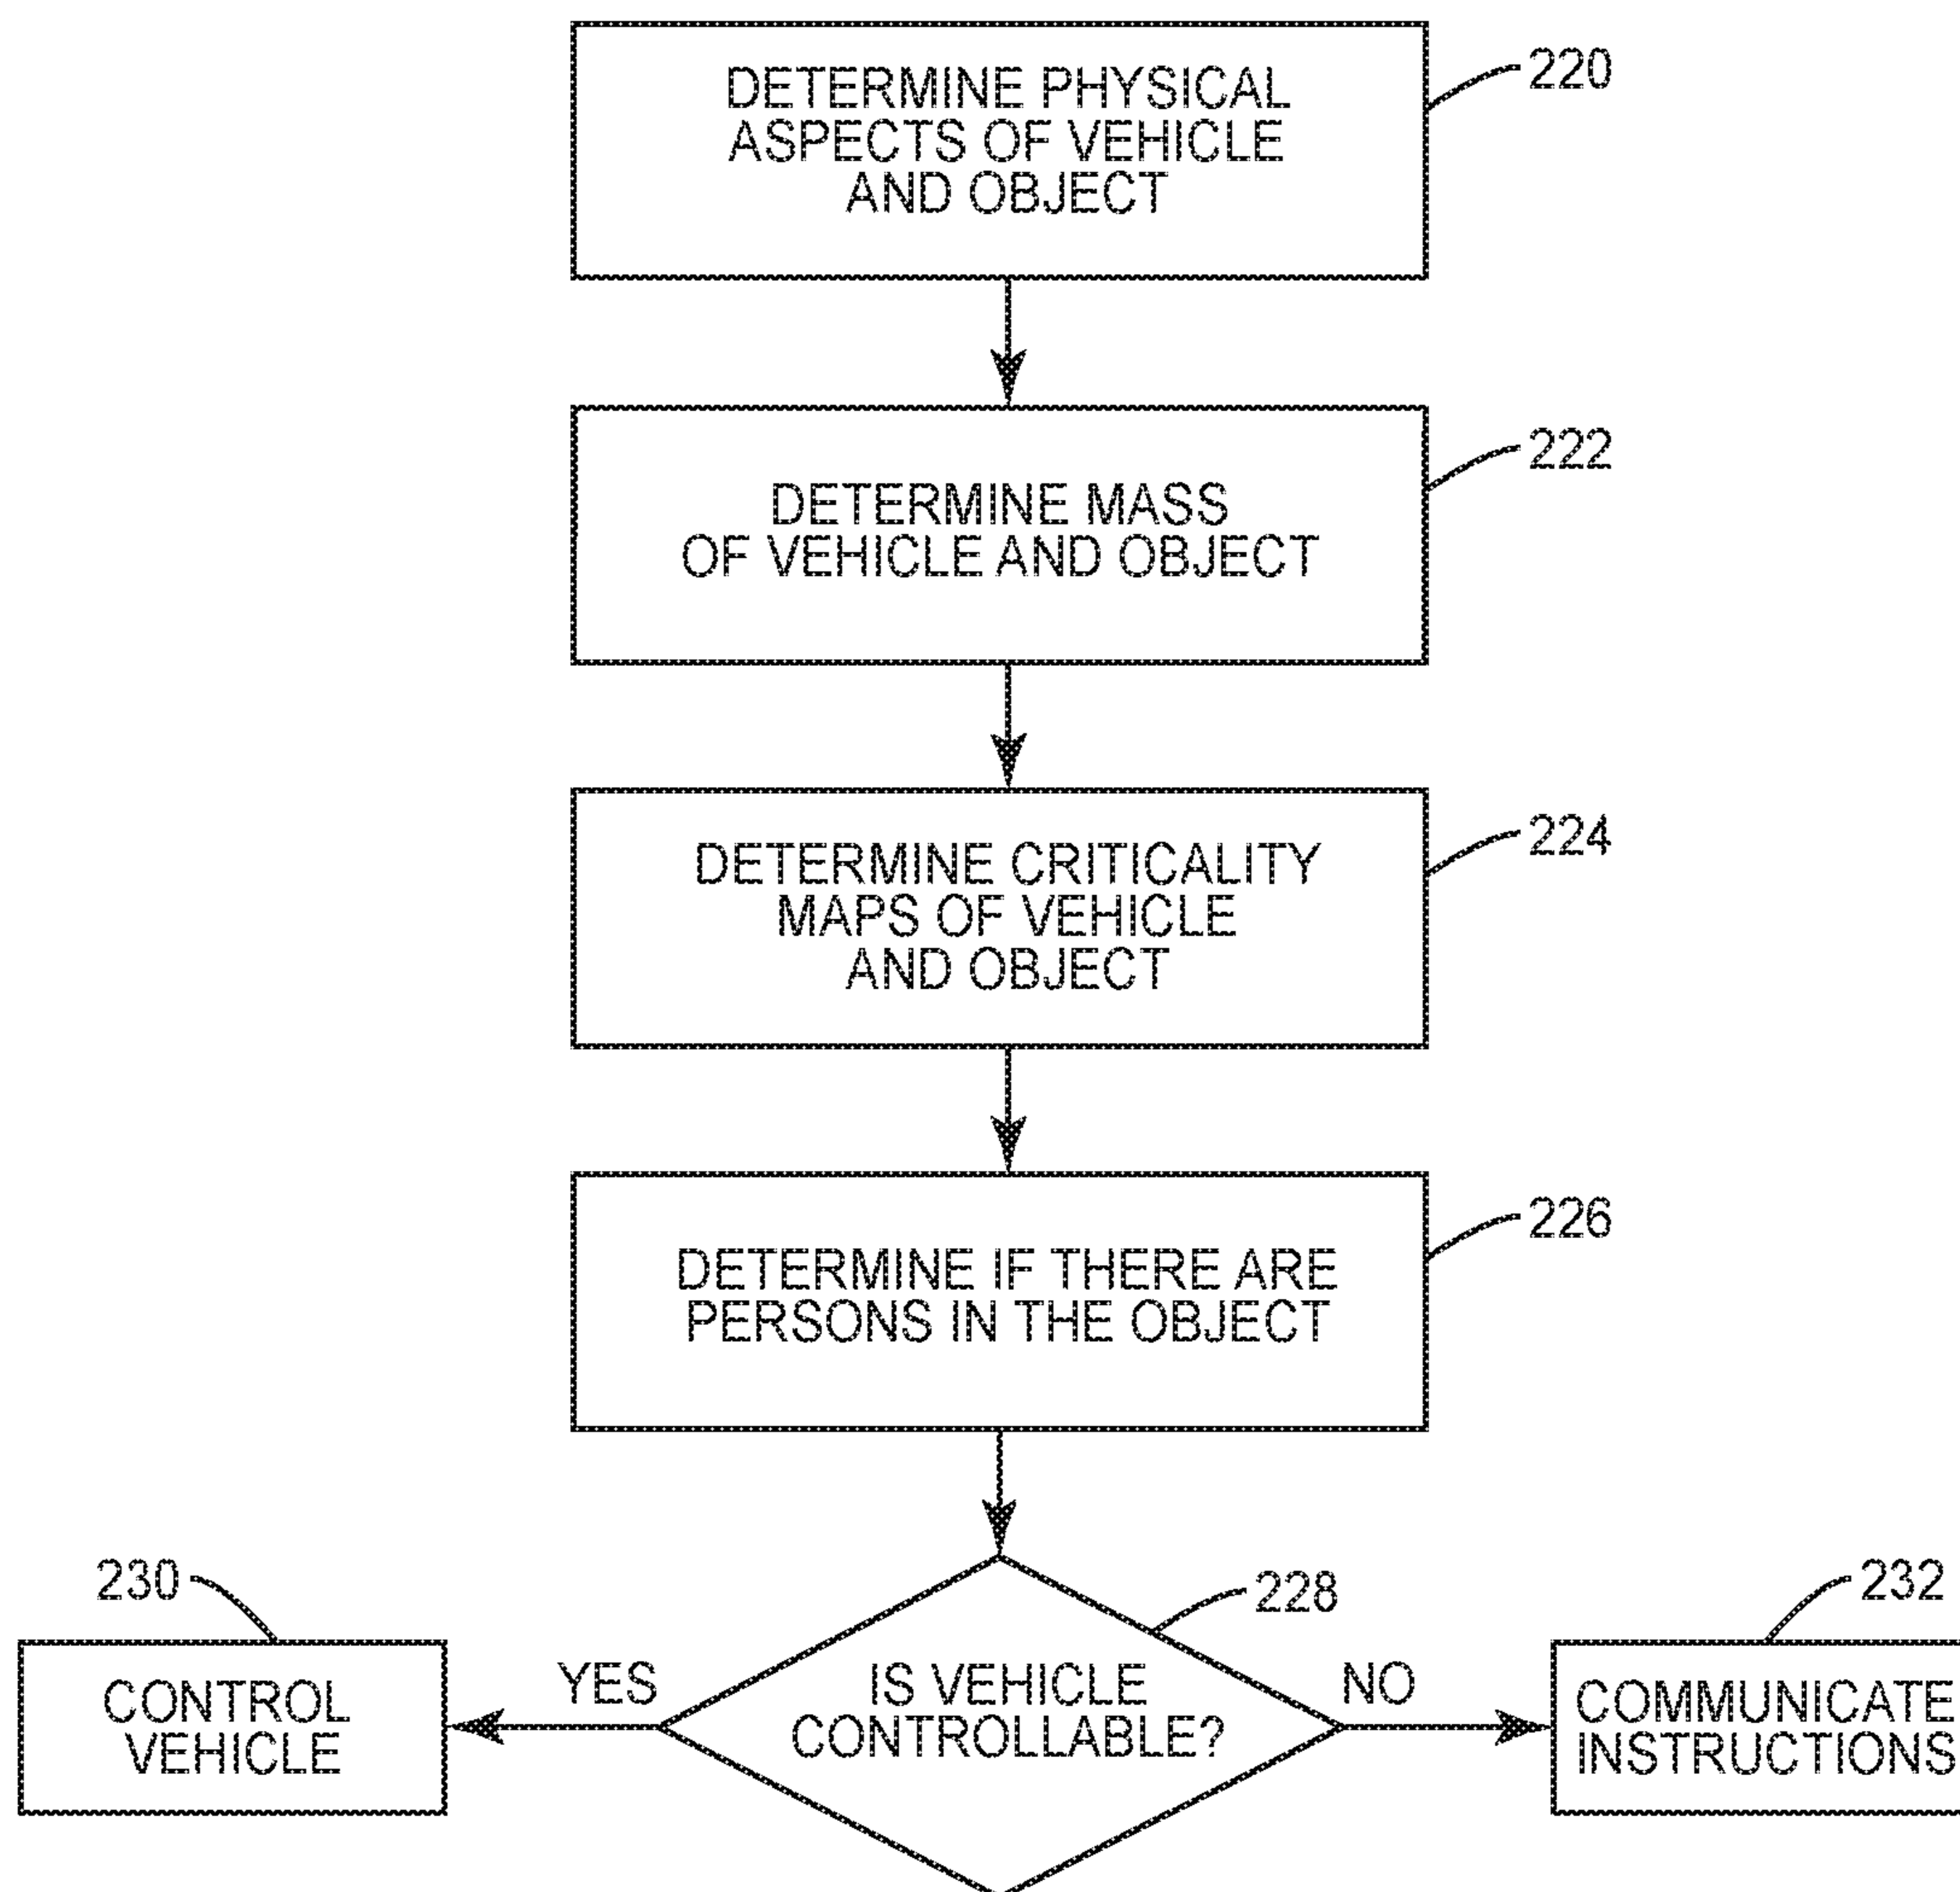 DETERMINE PHYSICAL
ASPECTS OF VEHICLE
AND OBJECT
220
DETERMINE MASS
OF VEHICLE AND OBJECT
222
DETERMINE CRITICALITY
MAPS OF VEHICLE
AND OBJECT
224
DETERMINE IF THERE ARE
PERSONS IN THE OBJECT
226
228
IS VEHICLE
CONTROLLABLE?
YES
230
CONTROL
VEHICLE
NO
232
COMMUNICATE
INSTRUCTIONS